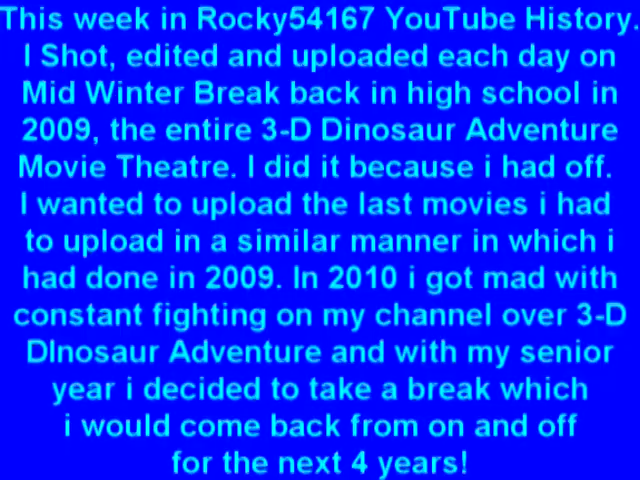 This week in Rocky54167 YouTube History.
I Shot, edited and uploaded each day on
Mid Winter Break back in high school in
2009, the entire 3-D Dinosaur Adventure
Movie Theatre. I did it because i had off.
I wanted to upload the last movies i had
to upload in a similar manner in which i
had done in 2009. In 2010 i got mad with
constant fighting on my channel over 3-D
DInosaur Adventure and with my senior
year i decided to take a break which
i would come back from on and off
for the next 4 years!